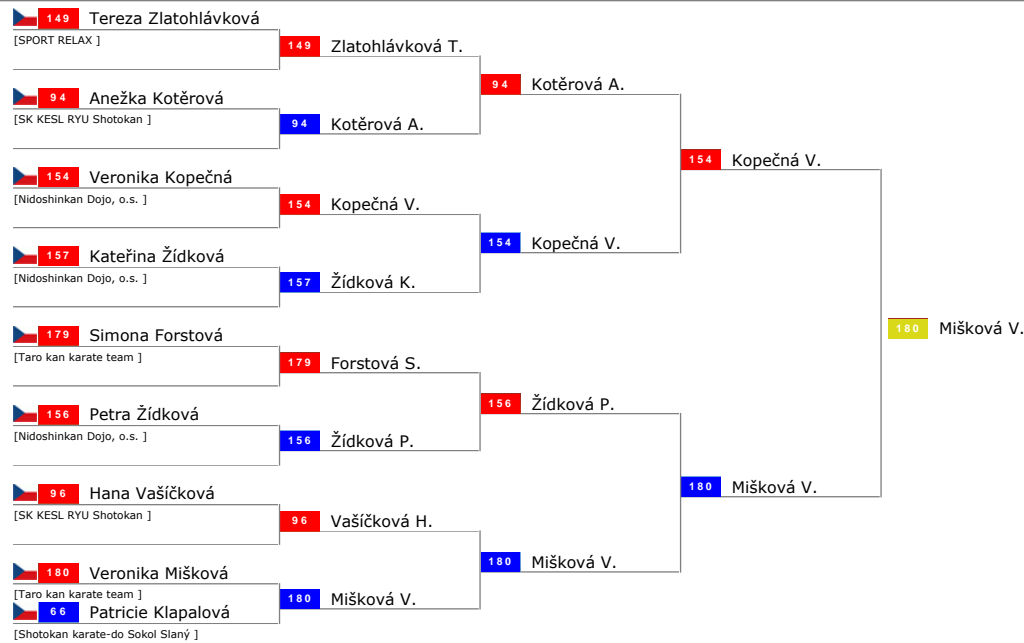 149 Tereza Zlatohlávková
[SPORT RELAX ]
149 Zlatohlávková T.
94 Kotěrová A.
94 Anežka Kotěrová
[SK KESL RYU Shotokan ]
94 Kotěrová A.
154 Kopečná V.
154 Veronika Kopečná
[Nidoshinkan Dojo, o.s. ]
154 Kopečná V.
154 Kopečná V.
157 Kateřina Žídková
[Nidoshinkan Dojo, o.s. ]
157 Žídková K.
180 Mišková V.
179 Simona Forstová
[Taro kan karate team ]
179 Forstová S.
156 Žídková P.
156 Petra Žídková
[Nidoshinkan Dojo, o.s. ]
156 Žídková P.
180 Mišková V.
96 Hana Vašíčková
[SK KESL RYU Shotokan ]
96 Vašíčková H.
180 Mišková V.
180 Veronika Mišková
[Taro kan karate team ]
180 Mišková V.
66 Patricie Klapalová
[Shotokan karate-do Sokol Slaný ]